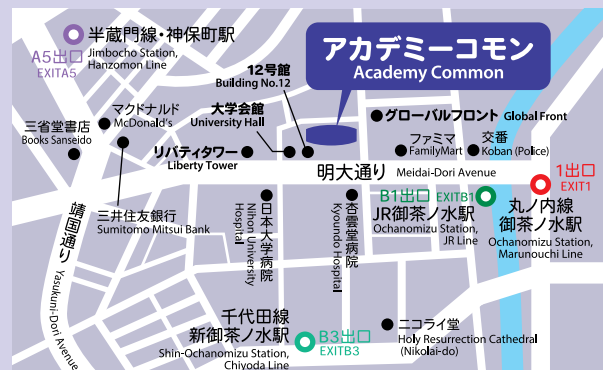 半蔵門線・神保町駅
A5出口
EXITA5
Jimbocho Station,
Hanzomon Line
アカデミーコモン
Academy Common
12号館
Building No.12
マクドナルド
McDonald's
大学会館
University Hall
グローバルフロント Global Front
三省堂書店
Books Sanseido
リバティタワー
Liberty Tower
ファミマ
FamilyMart
交番
Koban (Police)
明大通り Meidai-Dori Avenue
1出口
EXIT1
三井住友銀行
Sumitomo Mitsui Bank
日本大学病院
Nihon University
Hospital
杏雲堂病院
Kyoundo Hospital
B1出口 EXITB1
JR御茶ノ水駅
Ochanomizu Station,
JR Line
丸ノ内線
御茶ノ水駅
Ochanomizu Station,
Marunouchi Line
靖国通り
Yasukuni-Dori Avenue
千代田線
新御茶ノ水駅
Shin-Ochanomizu Station,
Chiyoda Line
B3出口
EXITB3
ニコライ堂
Holy Resurrection Cathedral
(Nikolai-do)